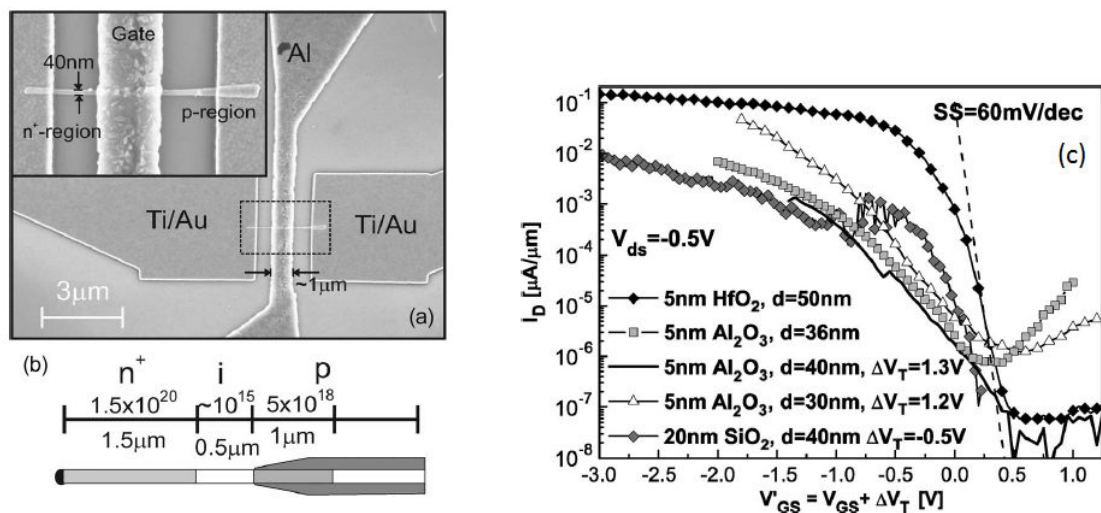 Gate
40nm
n⁺-region
p-region
Al
Ti/Au
Ti/Au
~1μm
3μm
(a)
(b)
n⁺
i
p
1.5x10²⁰
~10¹⁵
5x10¹⁸
1.5μm
0.5μm
1μm
(c)
SS=60mV/dec
V_ds=-0.5V
5nm HfO₂, d=50nm
5nm Al₂O₃, d=36nm
5nm Al₂O₃, d=40nm, ΔV_T=1.3V
5nm Al₂O₃, d=30nm, ΔV_T=1.2V
20nm SiO₂, d=40nm ΔV_T=-0.5V
I_D [μA/μm]
10⁻¹
10⁻²
10⁻³
10⁻⁴
10⁻⁵
10⁻⁶
10⁻⁷
10⁻⁸
-3.0 -2.5 -2.0 -1.5 -1.0 -0.5 0.0 0.5 1.0
V'_GS = V_GS+ ΔV_T [V]